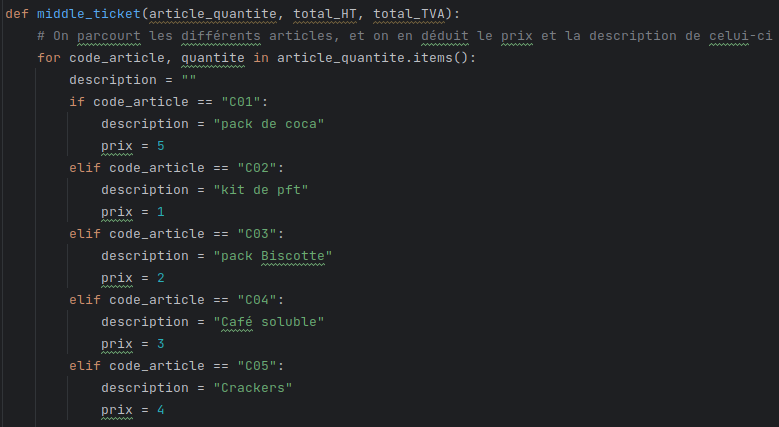 def middle_ticket(article_quantite, total_HT, total_TVA):
    # On parcourt les différents articles, et on en déduit le prix et la description de celui-ci
    for code_article, quantite in article_quantite.items():
        description = ""
        if code_article == "C01":
            description = "pack de coca"
            prix = 5
        elif code_article == "C02":
            description = "kit de pft"
            prix = 1
        elif code_article == "C03":
            description = "pack Biscotte"
            prix = 2
        elif code_article == "C04":
            description = "Café soluble"
            prix = 3
        elif code_article == "C05":
            description = "Crackers"
            prix = 4